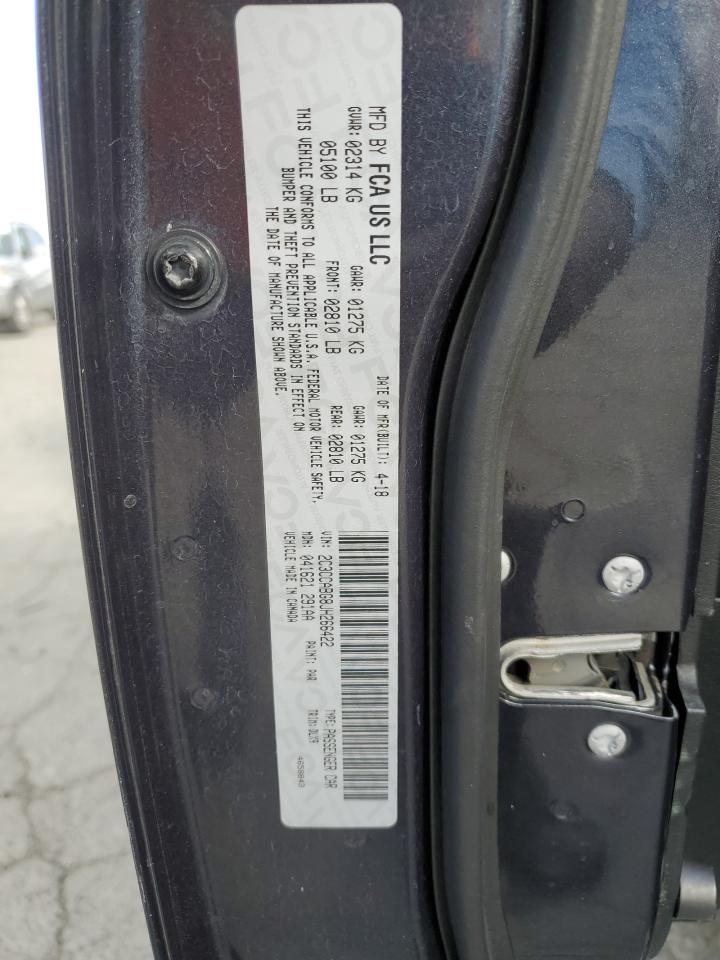 MFD BY FCA US LLC
DATE OF MFR(BUILT): 4-18
GVWR: 02314 KG
GAWR: 01275 KG
GAWR: 01275 KG
05100 LB
FRONT: 02810 LB
REAR: 02810 LB
THIS VEHICLE CONFORMS TO ALL APPLICABLE U.S.A. FEDERAL MOTOR VEHICLE SAFETY,
BUMPER AND THEFT PREVENTION STANDARDS IN EFFECT ON
THE DATE OF MANUFACTURE SHOWN ABOVE.
VIN: 2C3CCABG8JH266422
TYPE: PASSENGER CAR
MDH: 041621 291AA
PAINT: PAR
TRIM: DLX9
VEHICLE MADE IN CANADA